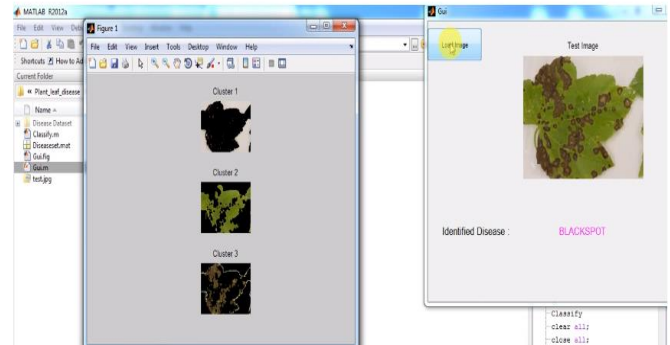 MATLAB R2012a
File Edit View
Shortcuts How to Ad
Current Folder
« Plant_leaf_disease
Name
Disease Dataset
Classify.m
Diseaseset.mat
Gui.fig
Gui.m
test.jpg
Figure 1
File Edit View Insert Tools Desktop Window Help
Cluster 1
Cluster 2
Cluster 3
Gui
Image
Test Image
Identified Disease :
BLACKSPOT
Classify
clear all;
close all;